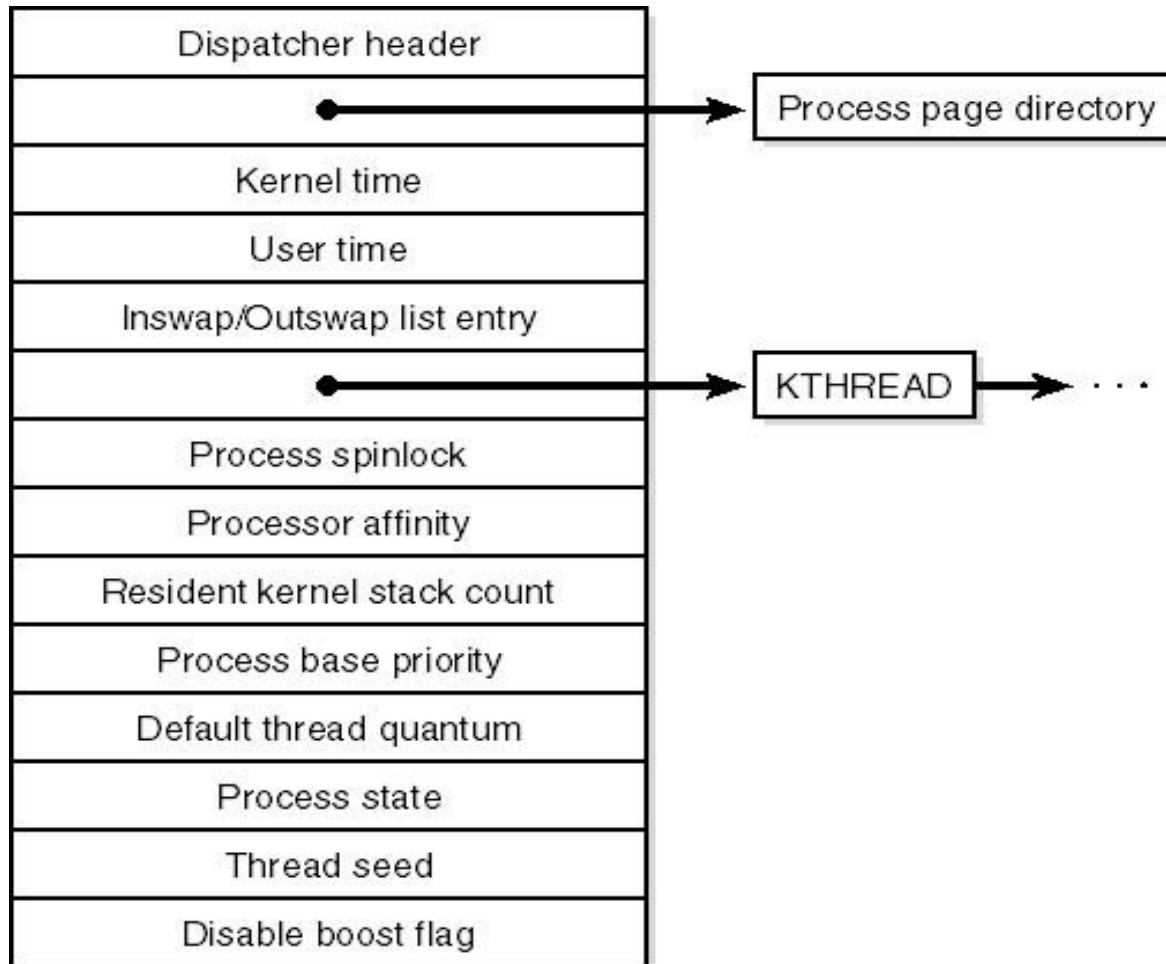 Dispatcher header
Process page directory
Kernel time
User time
Inswap/Outswap list entry
KTHREAD
. . .
Process spinlock
Processor affinity
Resident kernel stack count
Process base priority
Default thread quantum
Process state
Thread seed
Disable boost flag